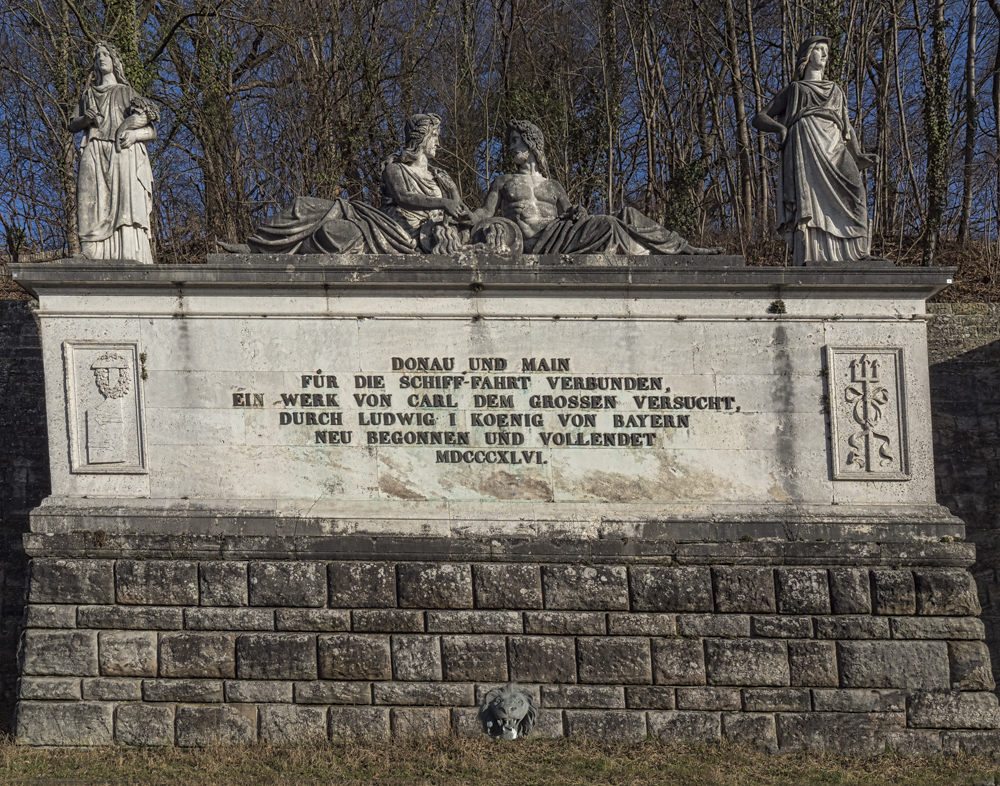 DONAU UND MAIN
FÜR DIE SCHIFF-FAHRT VERBUNDEN,
EIN WERK VON CARL DEM GROSSEN VERSUCHT,
DURCH LUDWIG I KOENIG VON BAYERN
NEU BEGONNEN UND VOLLENDET
MDCCCXLVI.